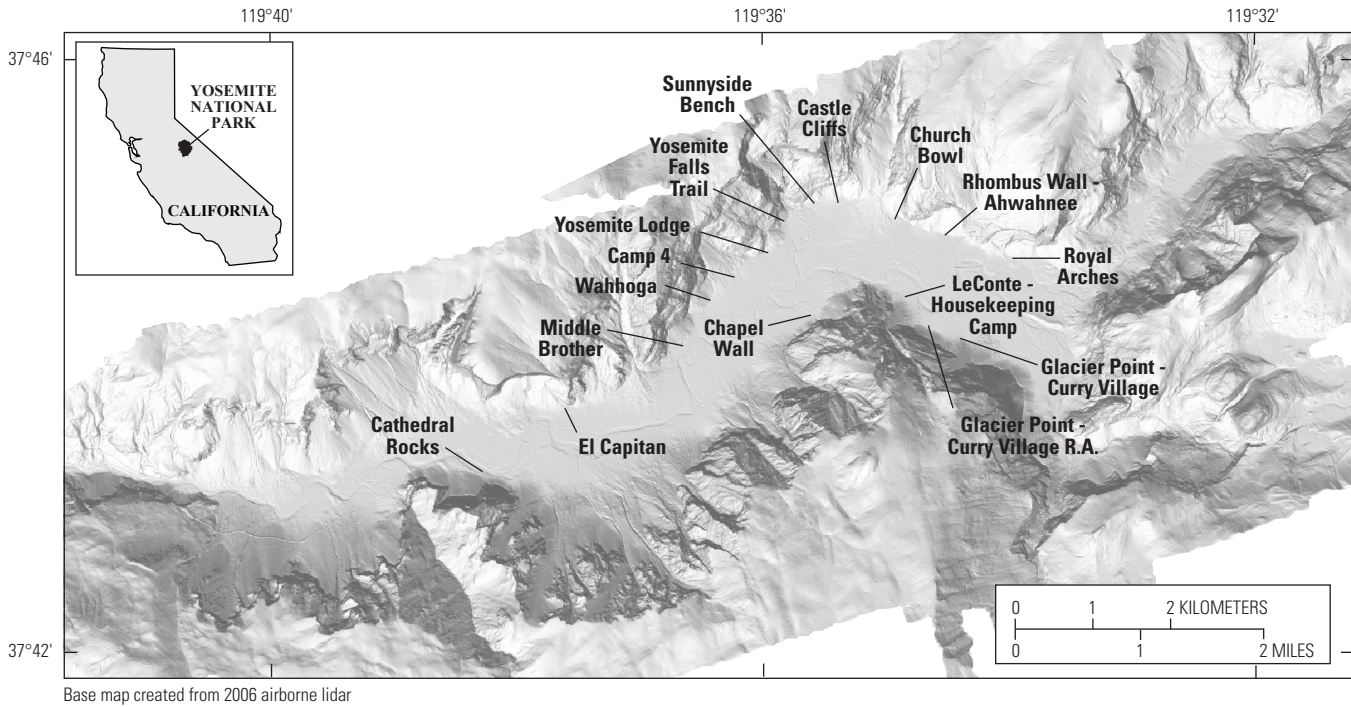 119°40'
119°36'
119°32'
37°46'
YOSEMITE
NATIONAL
PARK
CALIFORNIA
Sunnyside
Bench
Castle
Cliffs
Church
Bowl
Yosemite
Falls
Trail
Rhombus Wall -
Ahwahnee
Yosemite Lodge
Camp 4
Wahhoga
Royal
Arches
LeConte -
Housekeeping
Camp
Middle
Brother
Chapel
Wall
Glacier Point -
Curry Village
Cathedral
Rocks
El Capitan
Glacier Point -
Curry Village R.A.
0 1 2 KILOMETERS
0 1 2 MILES
37°42'
Base map created from 2006 airborne lidar